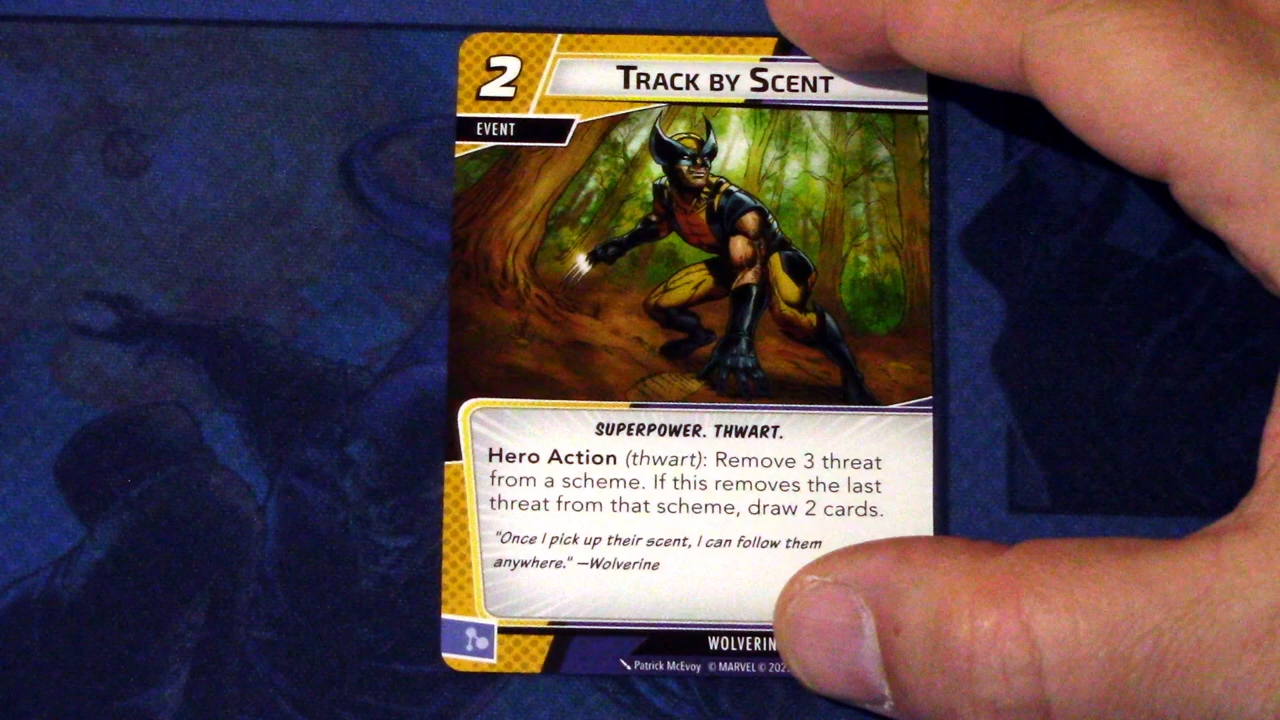 2
TRACK BY SCENT
EVENT
SUPERPOWER. THWART.
Hero Action (thwart): Remove 3 threat
from a scheme. If this removes the last
threat from that scheme, draw 2 cards.
"Once I pick up their scent, I can follow them
anywhere." —Wolverine
WOLVERIN
Patrick McEvoy © MARVEL © 202